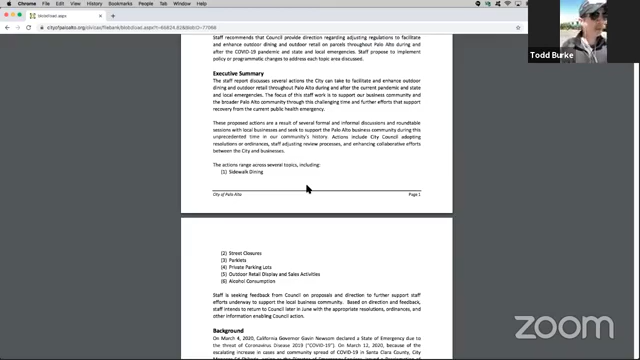 Chrome File Edit View History Bookmarks People Tab Window Help
blobdload.aspx
cityofpaloalto.org/civicax/filebank/blobdload.aspx?
Staff recommends that Council provide direction regarding adjusting regulations to facilitate
and enhance outdoor dining and outdoor retail on parcels throughout Palo Alto during and
after the COVID-19 pandemic and state and local emergencies. Staff propose to implement
policy or programmatic changes to address each topic area discussed.
Executive Summary
The staff report discusses several actions the City can take to facilitate and enhance outdoor
dining and outdoor retail throughout Palo Alto during and after the current pandemic and state
and local emergencies. The focus of this staff work is to support our business community and
the broader Palo Alto community through this challenging time and further efforts that support
recovery from the current public health emergency.
These proposed actions are a result of several formal and informal discussions and roundtable
sessions with local businesses and seek to support the Palo Alto business community during this
unprecedented time in our community's history. Actions include City Council adopting
resolutions or ordinances, staff adjusting review processes, and enhancing collaborative efforts
between the City and businesses.
The actions range across several topics, including:
(1) Sidewalk Dining
City of Palo Alto Page 1
(2) Street Closures
(3) Parklets
(4) Private Parking Lots
(5) Outdoor Retail Display and Sales Activities
(6) Alcohol Consumption
Staff is seeking feedback from Council on proposals and direction to further support staff
efforts underway to support the local business community. Based on direction and feedback,
staff intends to return to Council later in June with the appropriate resolutions, ordinances, and
other information enabling Council action.
Background
On March 4, 2020, California Governor Gavin Newsom declared a State of Emergency due to
the threat of Coronavirus Disease 2019 ("COVID-19"). On March 12, 2020, because of the
escalating increase in cases and community spread of COVID-19 in Santa Clara County, City
Todd Burke
zoom